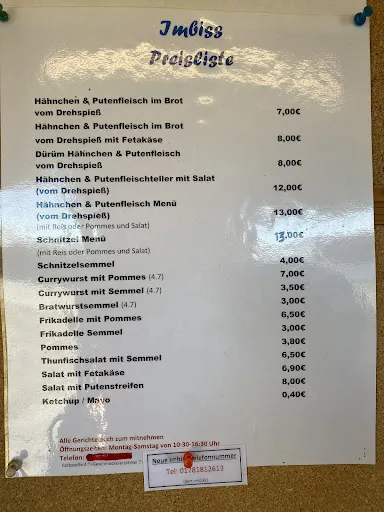 Imbiss
Preisliste
Hähnchen & Putenfleisch im Brot
vom Drehspieß 7,00€
Hähnchen & Putenfleisch im Brot
vom Drehspieß mit Fetakäse 8,00€
Dürüm Hähnchen & Putenfleisch
vom Drehspieß 8,00€
Hähnchen & Putenfleischteller mit Salat
(vom Drehspieß) 12,00€
Hähnchen & Putenfleisch Menü
(vom Drehspieß) 13,00€
(mit Reis oder Pommes und Salat)
Schnitzel Menü 13,00€
(mit Reis oder Pommes und Salat)
Schnitzelsemmel 4,00€
Currywurst mit Pommes (4.7) 7,00€
Currywurst mit Semmel (4.7) 3,50€
Bratwurstsemmel (4.7) 3,00€
Frikadelle mit Pommes 6,50€
Frikadelle Semmel 3,00€
Pommes 3,80€
Thunfischsalat mit Semmel 6,50€
Salat mit Fetakäse 6,90€
Salat mit Putenstreifen 8,00€
Ketchup / Mayo 0,40€
Alle Gerichte auch zum mitnehmen
Öffnungszeiten: Montag-Samstag von 10:30-16:30 Uhr
Telefon:
Neue Imbiss Telefonnummer
Tel: 01781812613